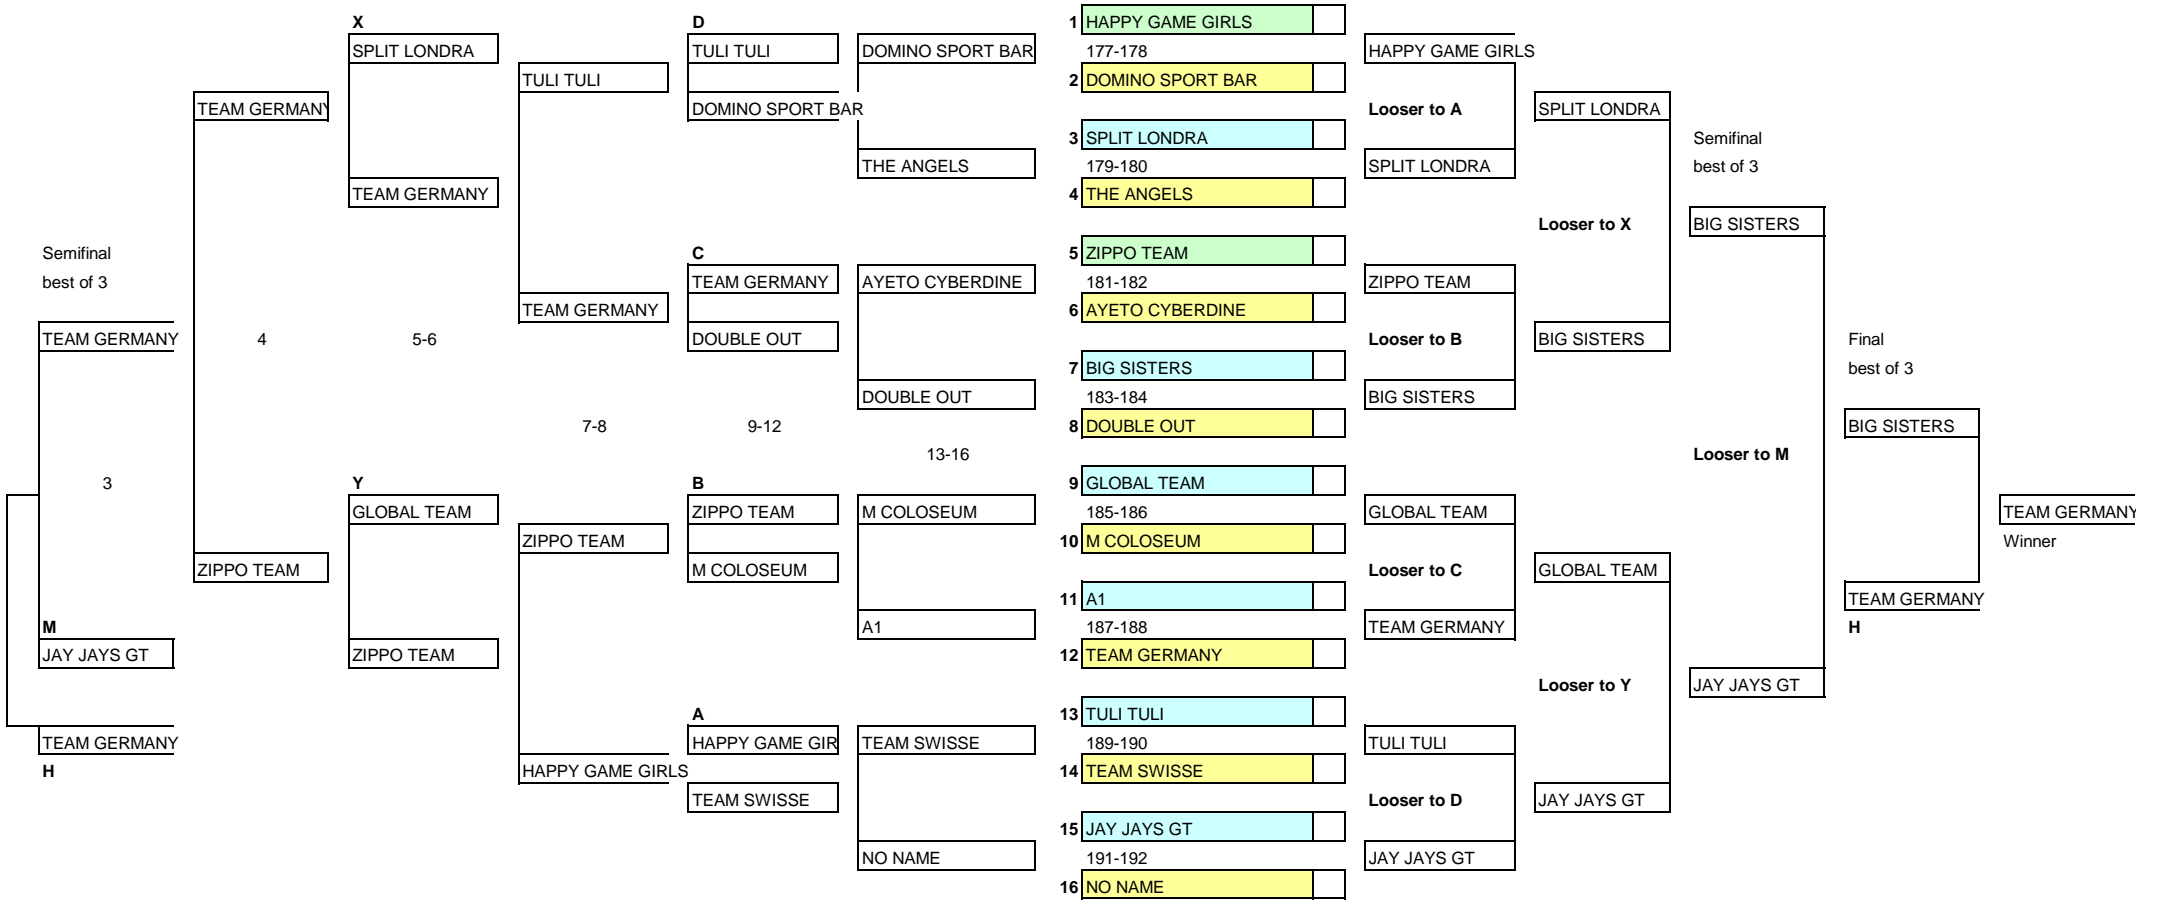 X D 1 HAPPY GAME GIRLS
SPLIT LONDRA TULI TULI DOMINO SPORT BAR 177-178 HAPPY GAME GIRLS
TULI TULI 2 DOMINO SPORT BAR
TEAM GERMANY DOMINO SPORT BAR Looser to A SPLIT LONDRA
3 SPLIT LONDRA Semifinal
THE ANGELS 179-180 SPLIT LONDRA best of 3
TEAM GERMANY 4 THE ANGELS
Looser to X BIG SISTERS
Semifinal C 5 ZIPPO TEAM
best of 3 TEAM GERMANY AYETO CYBERDINE 181-182 ZIPPO TEAM
TEAM GERMANY 6 AYETO CYBERDINE
TEAM GERMANY 4 5-6 DOUBLE OUT Looser to B BIG SISTERS Final
7 BIG SISTERS best of 3
DOUBLE OUT 183-184 BIG SISTERS
7-8 9-12 8 DOUBLE OUT BIG SISTERS
13-16 Looser to M
3 Y B 9 GLOBAL TEAM
GLOBAL TEAM ZIPPO TEAM M COLOSEUM 185-186 GLOBAL TEAM TEAM GERMANY
ZIPPO TEAM 10 M COLOSEUM Winner
ZIPPO TEAM M COLOSEUM Looser to C GLOBAL TEAM
11 A1 TEAM GERMANY
M A1 187-188 TEAM GERMANY H
JAY JAYS GT ZIPPO TEAM 12 TEAM GERMANY
Looser to Y JAY JAYS GT
A 13 TULI TULI
TEAM GERMANY HAPPY GAME GIR TEAM SWISSE 189-190 TULI TULI
H HAPPY GAME GIRLS 14 TEAM SWISSE
TEAM SWISSE Looser to D JAY JAYS GT
15 JAY JAYS GT
NO NAME 191-192 JAY JAYS GT
16 NO NAME